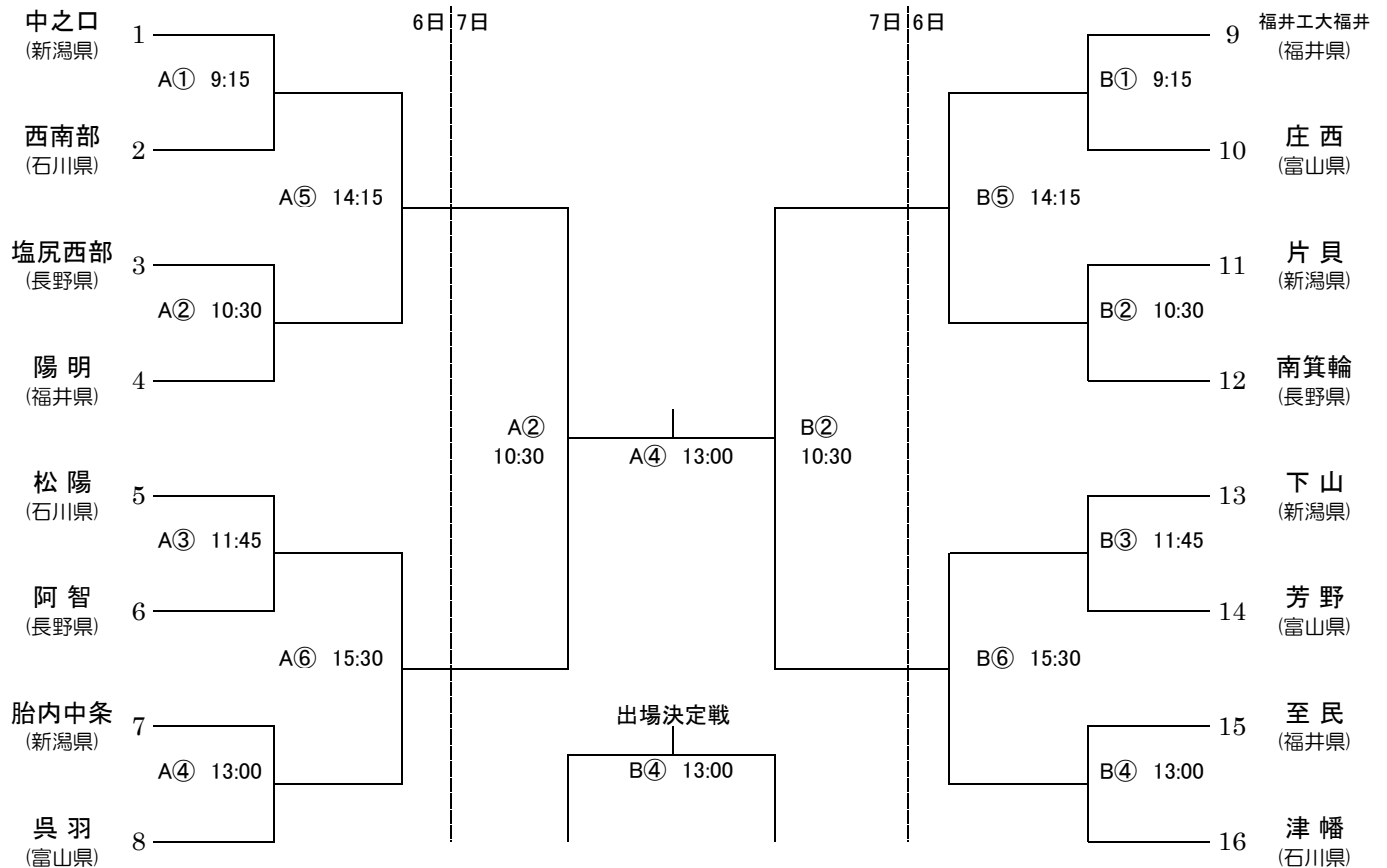 6日 7日
中之口 1
(新潟県)
A① 9:15
西南部 2
(石川県)
A⑤ 14:15
塩尻西部 3
(長野県)
A② 10:30
陽 明 4
(福井県)
A②
10:30
松 陽 5
(石川県)
A③ 11:45
阿 智 6
(長野県)
A⑥ 15:30
胎内中条 7
(新潟県)
A④ 13:00
呉 羽 8
(富山県)
A④ 13:00
出場決定戦
B④ 13:00
7日 6日
9 福井工大福井
(福井県)
B① 9:15
10 庄 西
(富山県)
B⑤ 14:15
11 片 貝
(新潟県)
B② 10:30
12 南箕輪
(長野県)
B②
10:30
13 下 山
(新潟県)
B③ 11:45
14 芳 野
(富山県)
B⑥ 15:30
15 至 民
(福井県)
B④ 13:00
16 津 幡
(石川県)